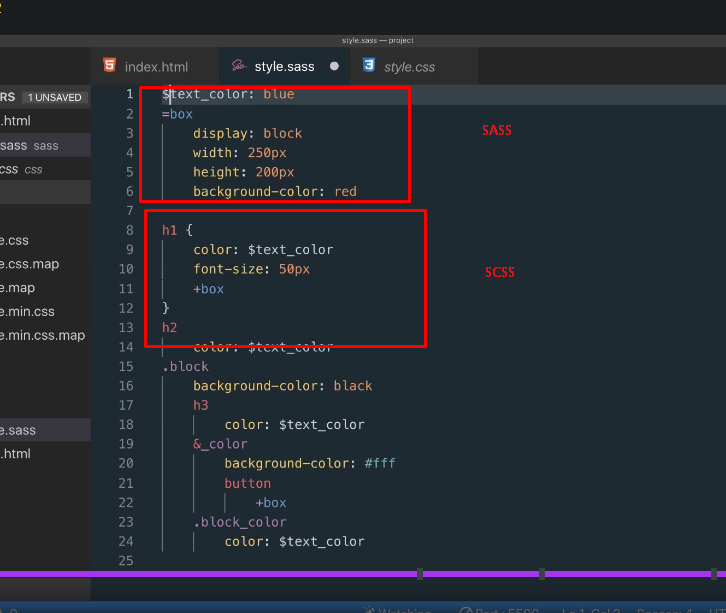 style.sass — project
index.html
style.sass
style.css
RS 1 UNSAVED
.html
sass sass
css css
e.css
e.css.map
e.map
e.min.css
e.min.css.map
e.sass
.html
1 $text_color: blue
2 =box
3 display: block
4 width: 250px
5 height: 200px
6 background-color: red
7
8 h1 {
9 color: $text_color
10 font-size: 50px
11 +box
12 }
13 h2
14 color: $text_color
15 .block
16 background-color: black
17 h3
18 color: $text_color
19 &_color
20 background-color: #fff
21 button
22 +box
23 .block_color
24 color: $text_color
25
SASS
SCSS